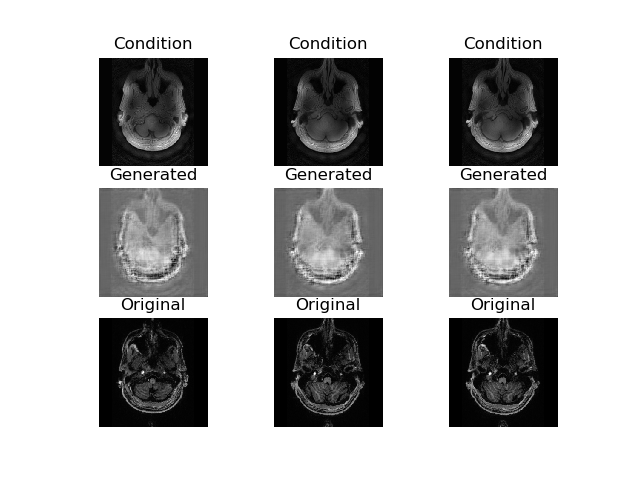 Condition Condition Condition
Generated Generated Generated
Original Original Original